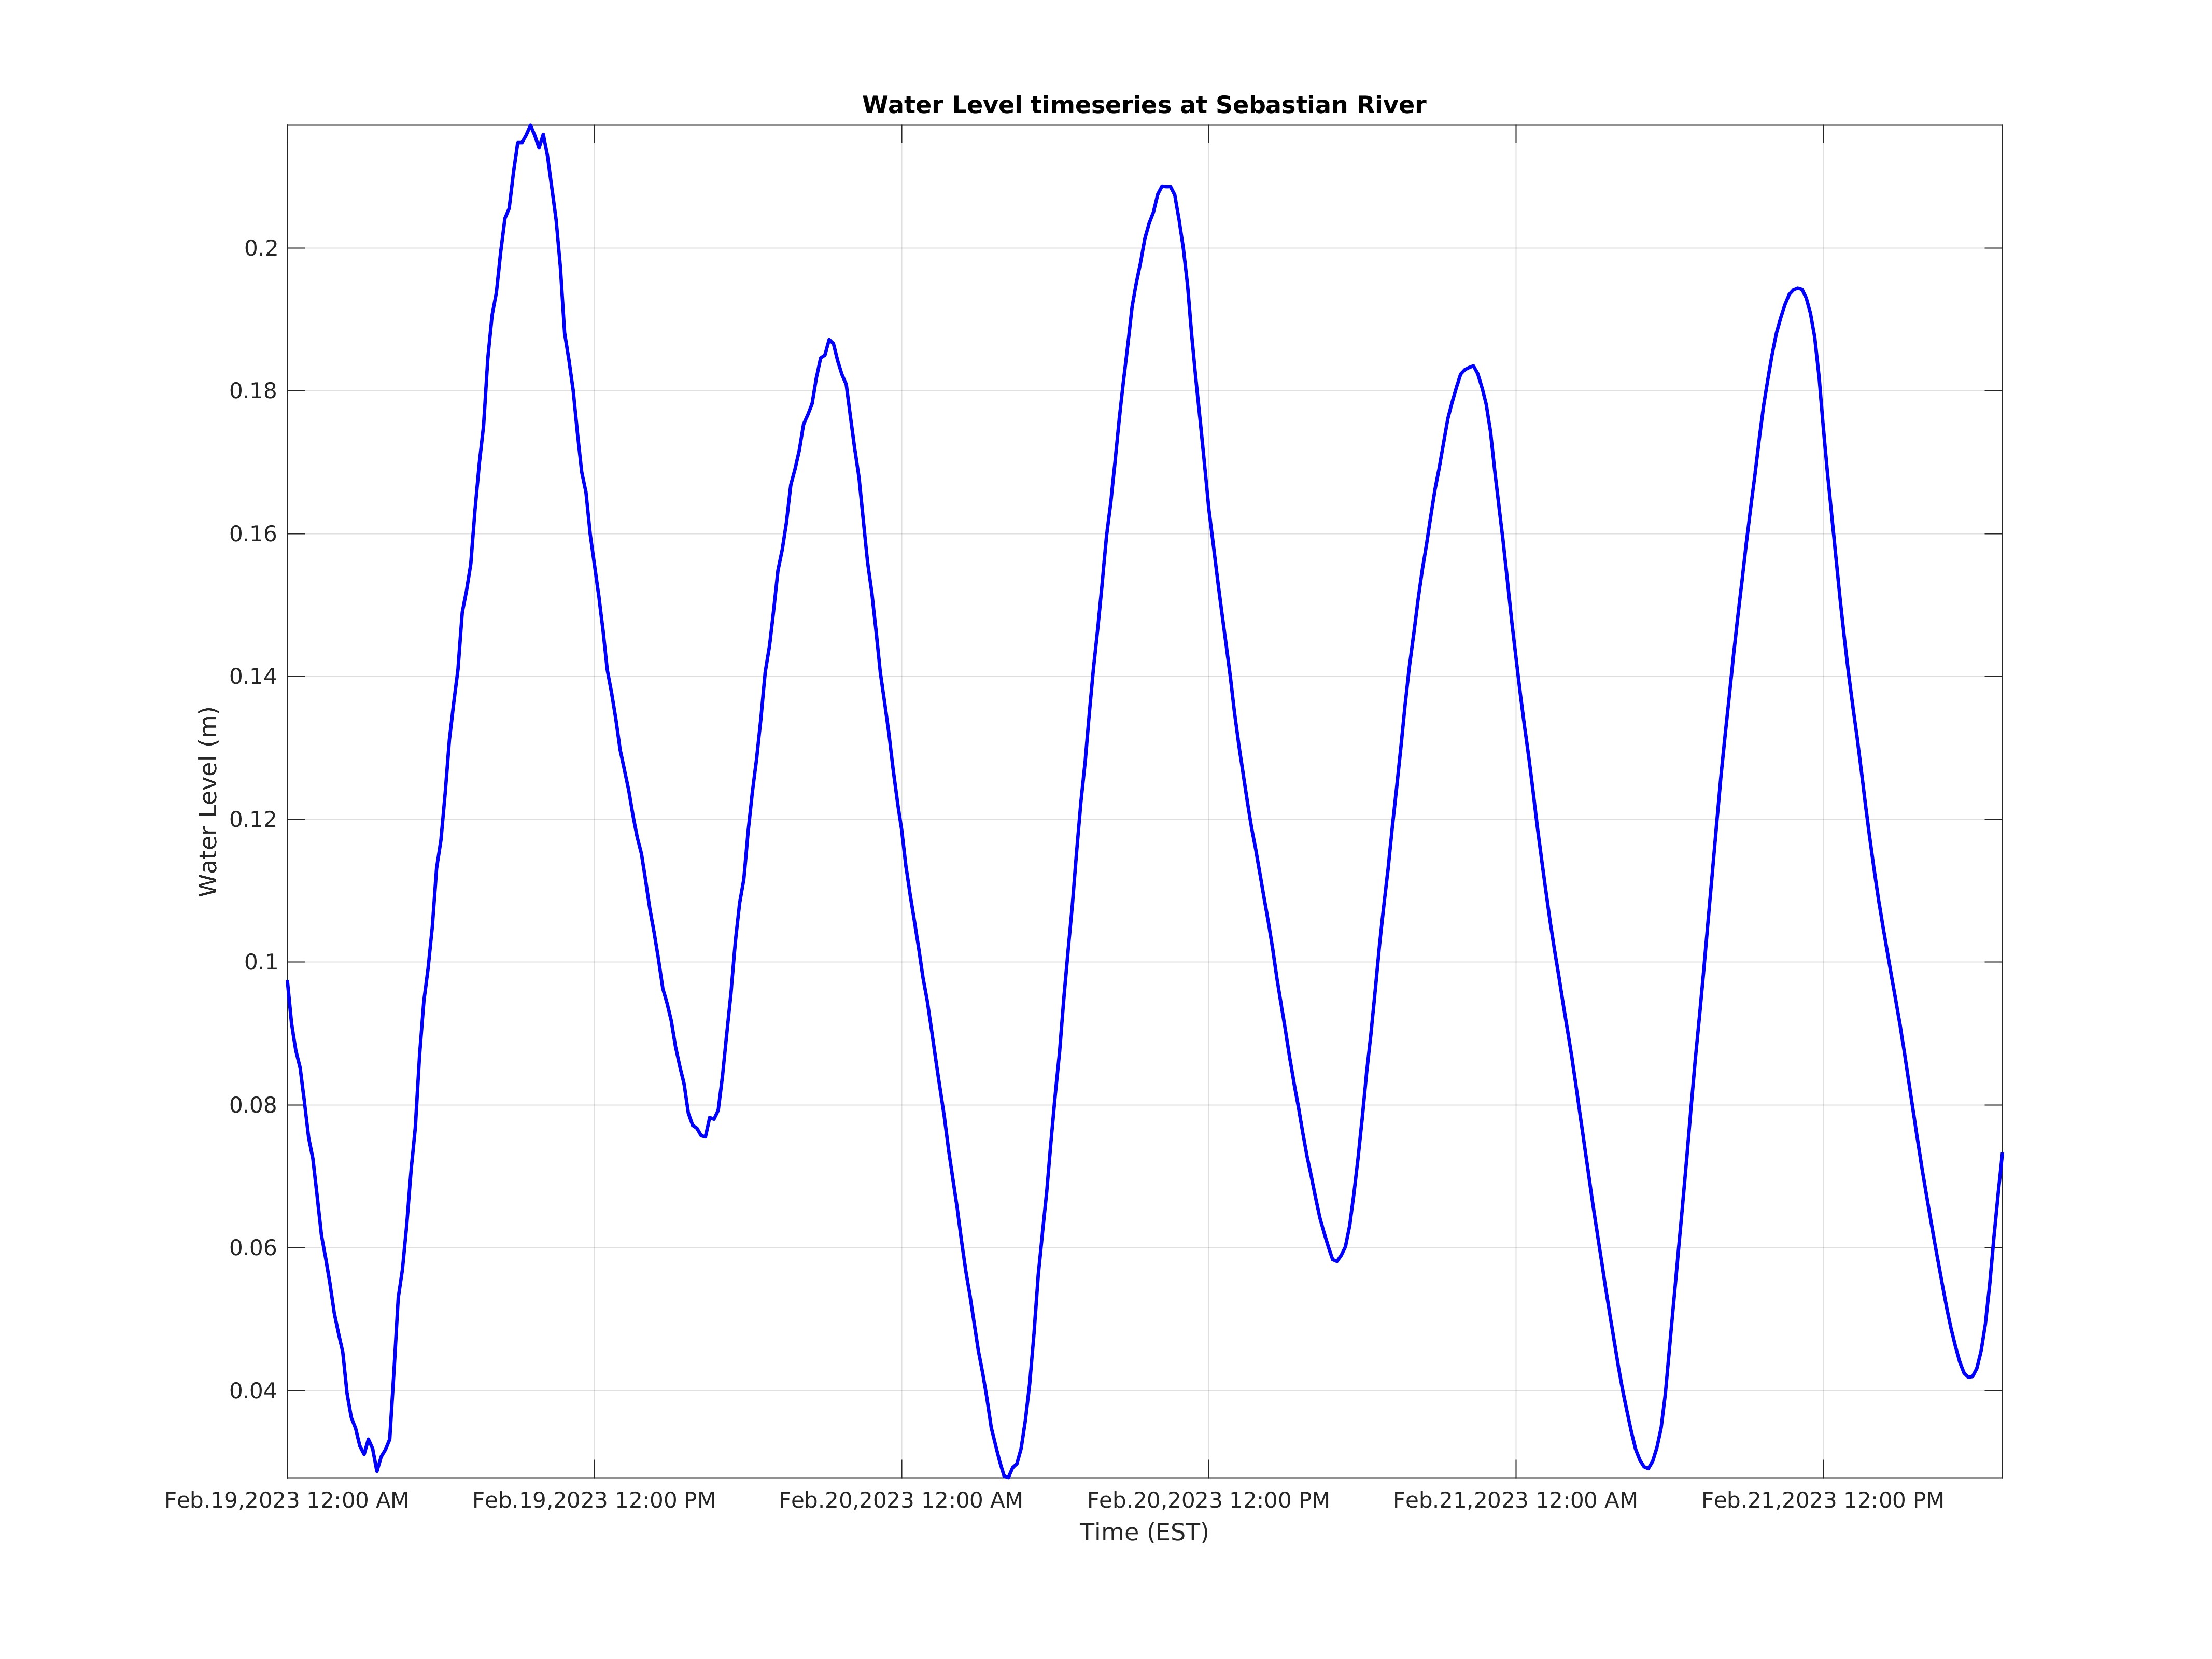 Water Level timeseries at Sebastian River
0.2
0.18
0.16
0.14
0.12
0.1
0.08
0.06
0.04
Water Level (m)
Feb.19,2023 12:00 AM Feb.19,2023 12:00 PM Feb.20,2023 12:00 AM Feb.20,2023 12:00 PM Feb.21,2023 12:00 AM Feb.21,2023 12:00 PM
Time (EST)